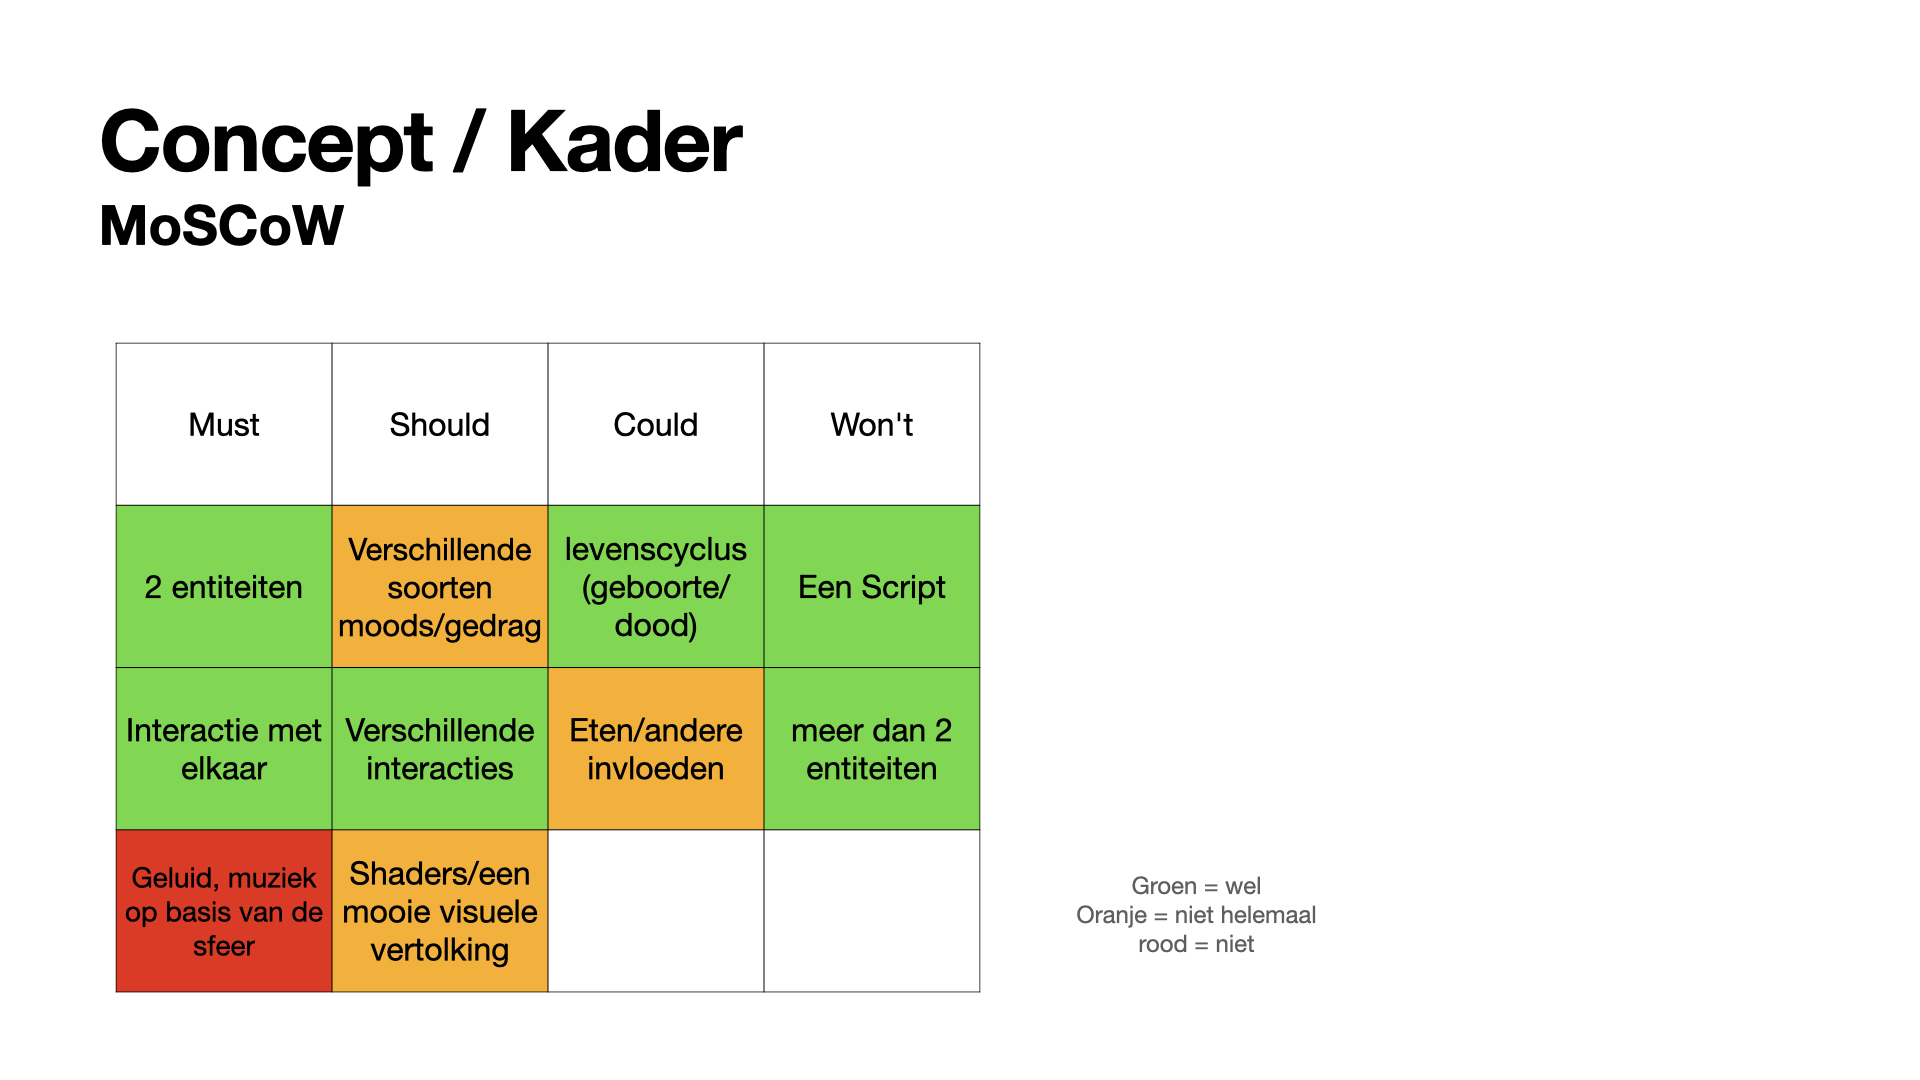 Concept / Kader
MoSCoW
Must
Should
Could
Won't
2 entiteiten
Verschillende
soorten
moods/gedrag
levenscyclus
(geboorte/
dood)
Een Script
Interactie met
elkaar
Verschillende
interacties
Eten/andere
invloeden
meer dan 2
entiteiten
Geluid, muziek
op basis van de
sfeer
Shaders/een
mooie visuele
vertolking
Groen = wel
Oranje = niet helemaal
rood = niet